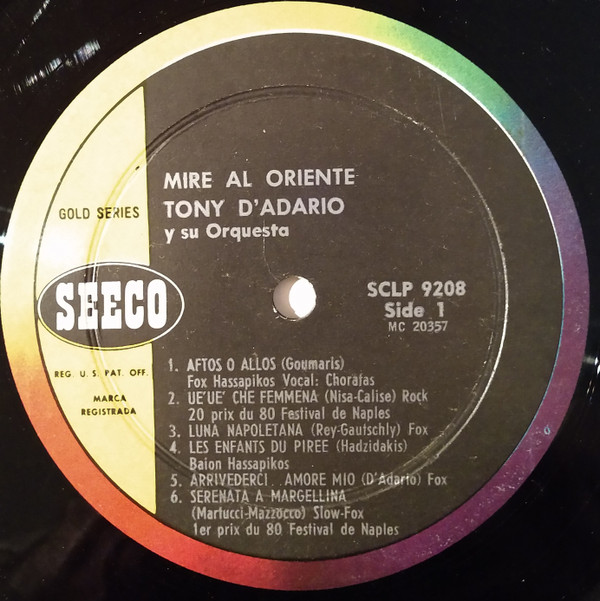 MIRE AL ORIENTE
TONY D'ADARIO
y su Orquesta
GOLD SERIES
SEECO
REG. U. S. PAT. OFF.
MARCA
REGISTRADA
SCLP 9208
Side 1
MC 20357
1. AFTOS O ALLOS (Goumaris)
Fox Hassapikos Vocal: Chorafas
2. UE'UE' CHE FEMMENA (Nisa-Calise) Rock
20 prix du 80 Festival de Naples
3. LUNA NAPOLETANA (Rey-Gautschly) Fox
4. LES ENFANTS DU PIREE (Hadzidakis)
Baion Hassapikos
5. ARRIVEDERCI . . AMORE MIO (D'Adario) Fox
6. SERENATA A MARGELLINA
(Martucci-Mazzocco) Slow-Fox
1er prix du 80 Festival de Naples